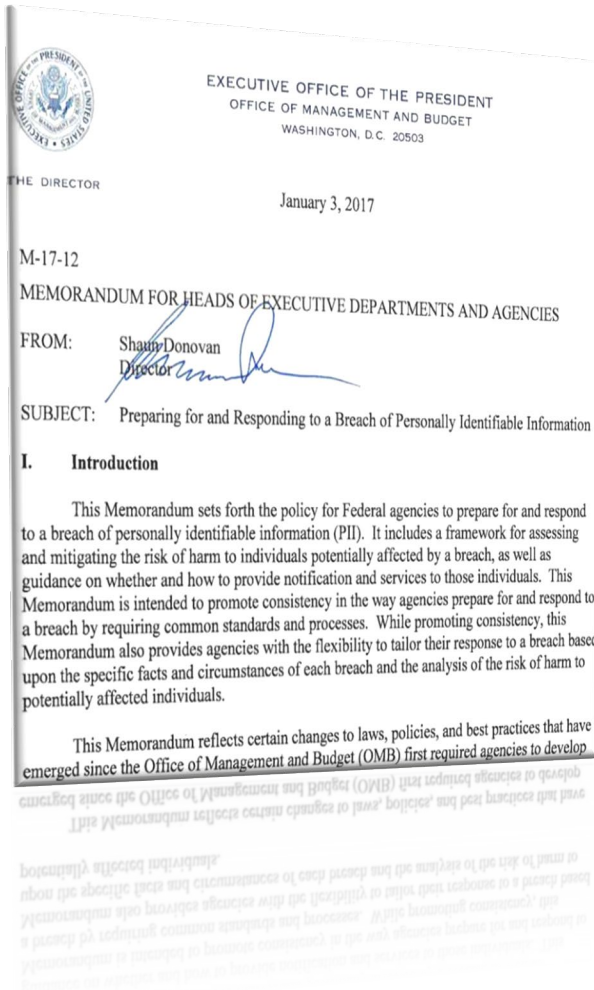 EXECUTIVE OFFICE OF THE PRESIDENT
OFFICE OF MANAGEMENT AND BUDGET
WASHINGTON, D.C. 20503
EXECUTIVE OFFICE OF THE PRESIDENT OF THE UNITED STATES
THE DIRECTOR
January 3, 2017
M-17-12
MEMORANDUM FOR HEADS OF EXECUTIVE DEPARTMENTS AND AGENCIES
FROM: Shaun Donovan
Director
SUBJECT: Preparing for and Responding to a Breach of Personally Identifiable Information
I. Introduction
This Memorandum sets forth the policy for Federal agencies to prepare for and respond
to a breach of personally identifiable information (PII). It includes a framework for assessing
and mitigating the risk of harm to individuals potentially affected by a breach, as well as
guidance on whether and how to provide notification and services to those individuals. This
Memorandum is intended to promote consistency in the way agencies prepare for and respond to
a breach by requiring common standards and processes. While promoting consistency, this
Memorandum also provides agencies with the flexibility to tailor their response to a breach based
upon the specific facts and circumstances of each breach and the analysis of the risk of harm to
potentially affected individuals.
This Memorandum reflects certain changes to laws, policies, and best practices that have
emerged since the Office of Management and Budget (OMB) first required agencies to develop